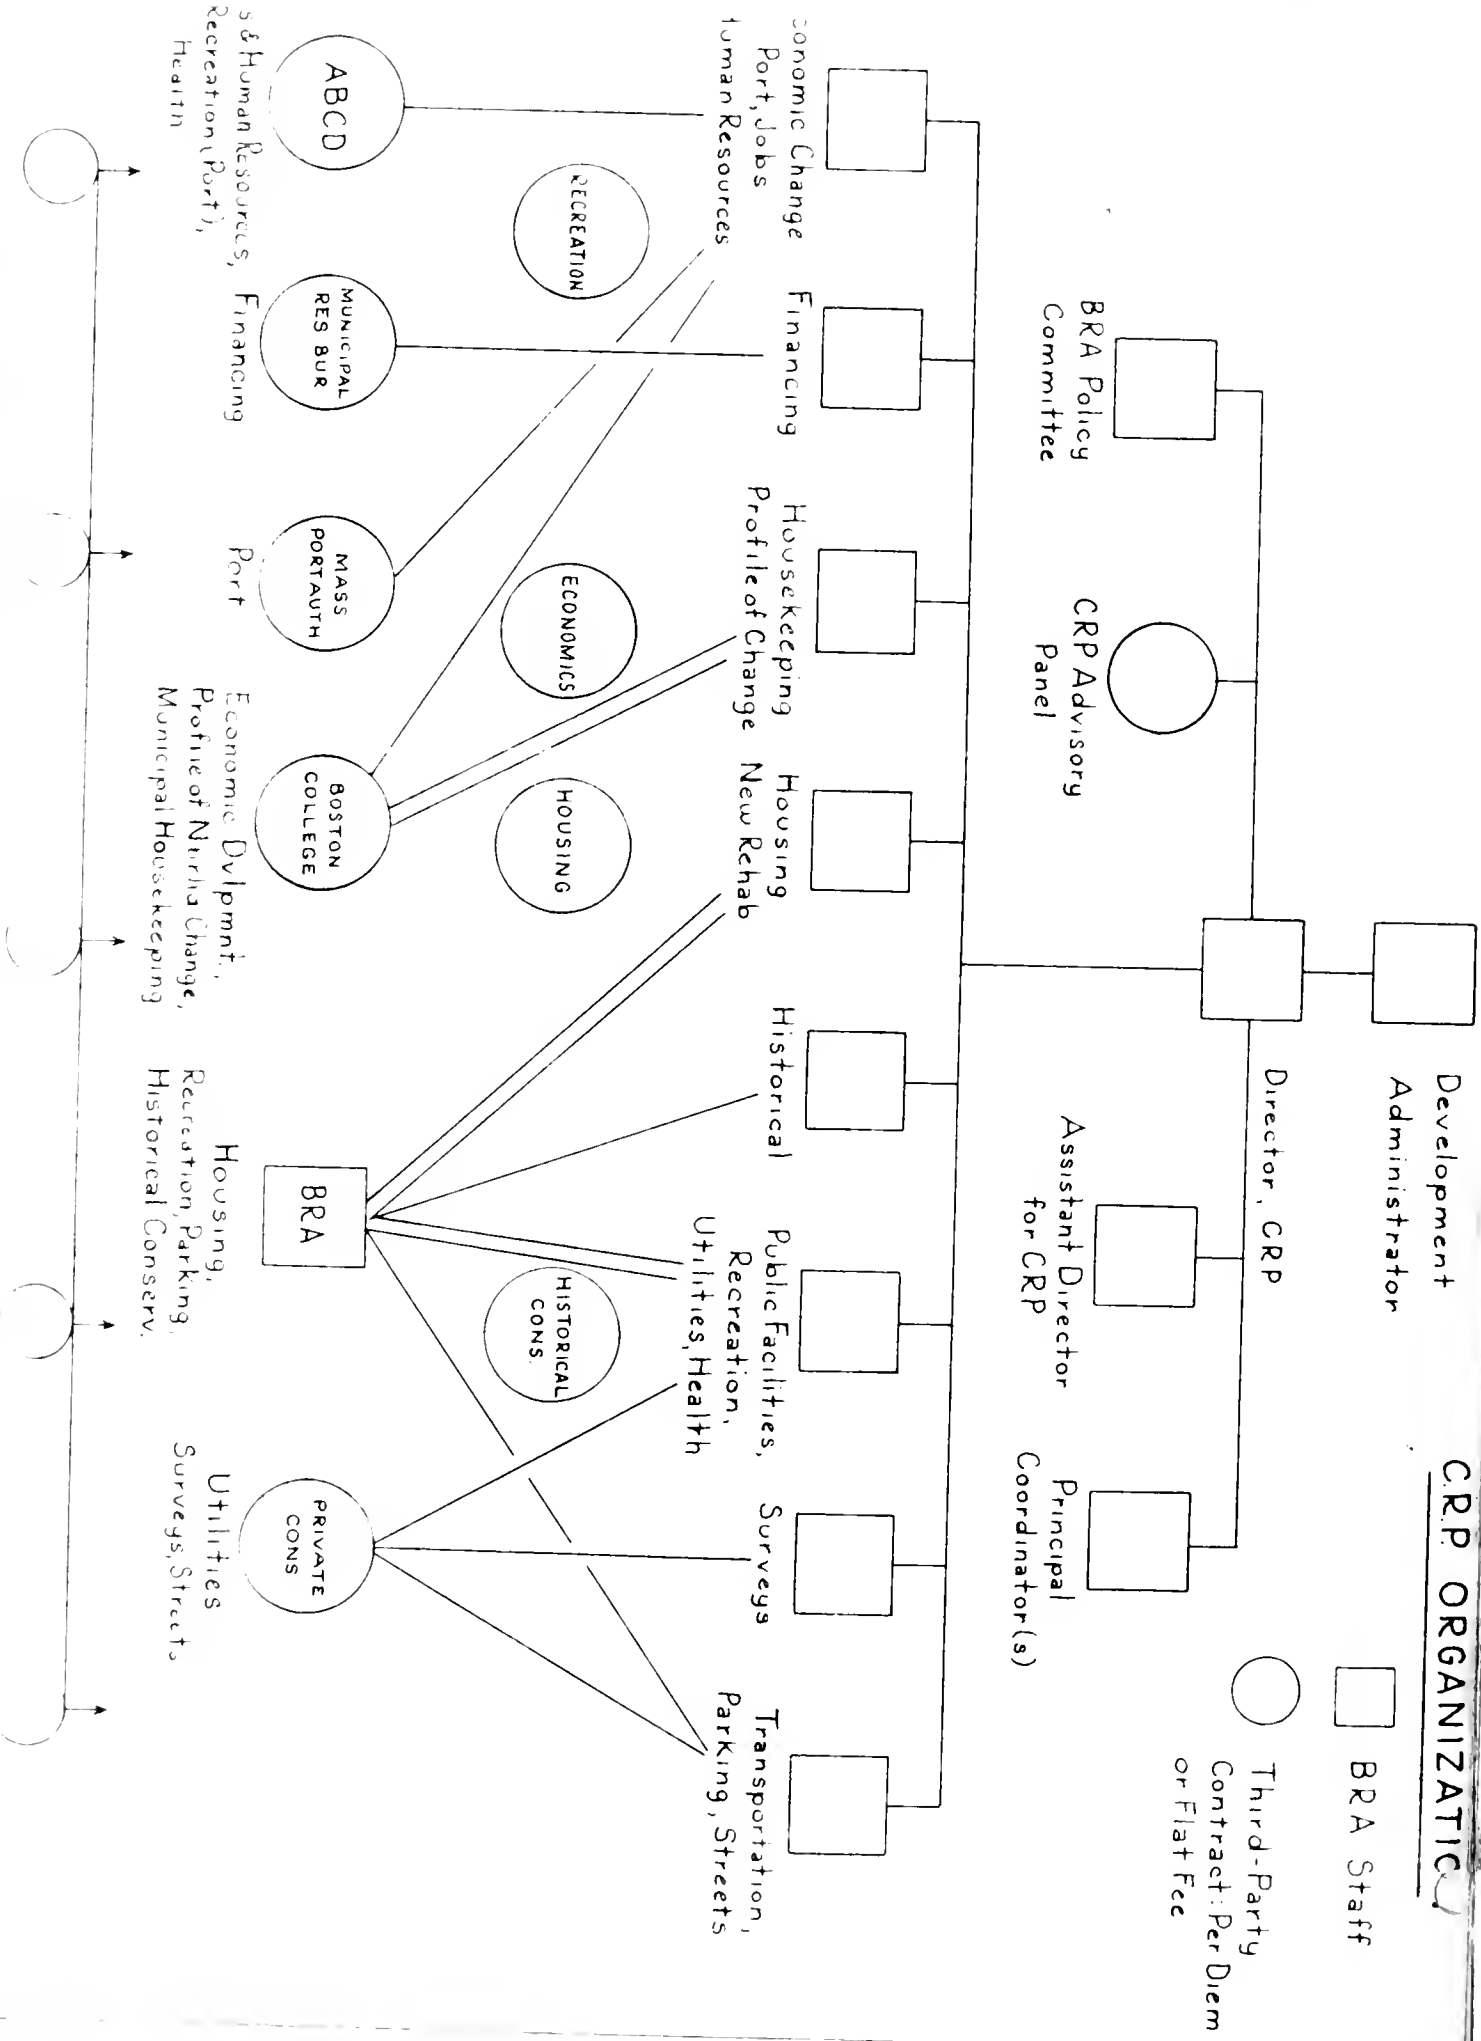 C.R.P. ORGANIZATIO
BRA Staff
Third-Party
Contract: Per Diem
or Flat Fee
Development
Administrator
Director, CRP
BRA Policy
Committee
CRP Advisory
Panel
Assistant Director
for CRP
Principal
Coordinator(s)
conomic Change
Port, Jobs
Human Resources
Financing
Housekeeping
Profile of Change
Housing
New Rehab
Historical
Public Facilities,
Recreation,
Utilities, Health
Surveys
Transportation,
Parking, Streets
RECREATION
ECONOMICS
HOUSING
HISTORICAL
CONS.
ABCD
MUNICIPAL
RES BUR
MASS
PORT AUTH
BOSTON
COLLEGE
BRA
PRIVATE
CONS
s & Human Resources,
Recreation, Port),
Health
Financing
Port
Economic Dvlpmnt.,
Profile of Nurha Change,
Municipal Housekeeping
Housing,
Recreation, Parking,
Historical Conserv.
Utilities
Surveys, Streets